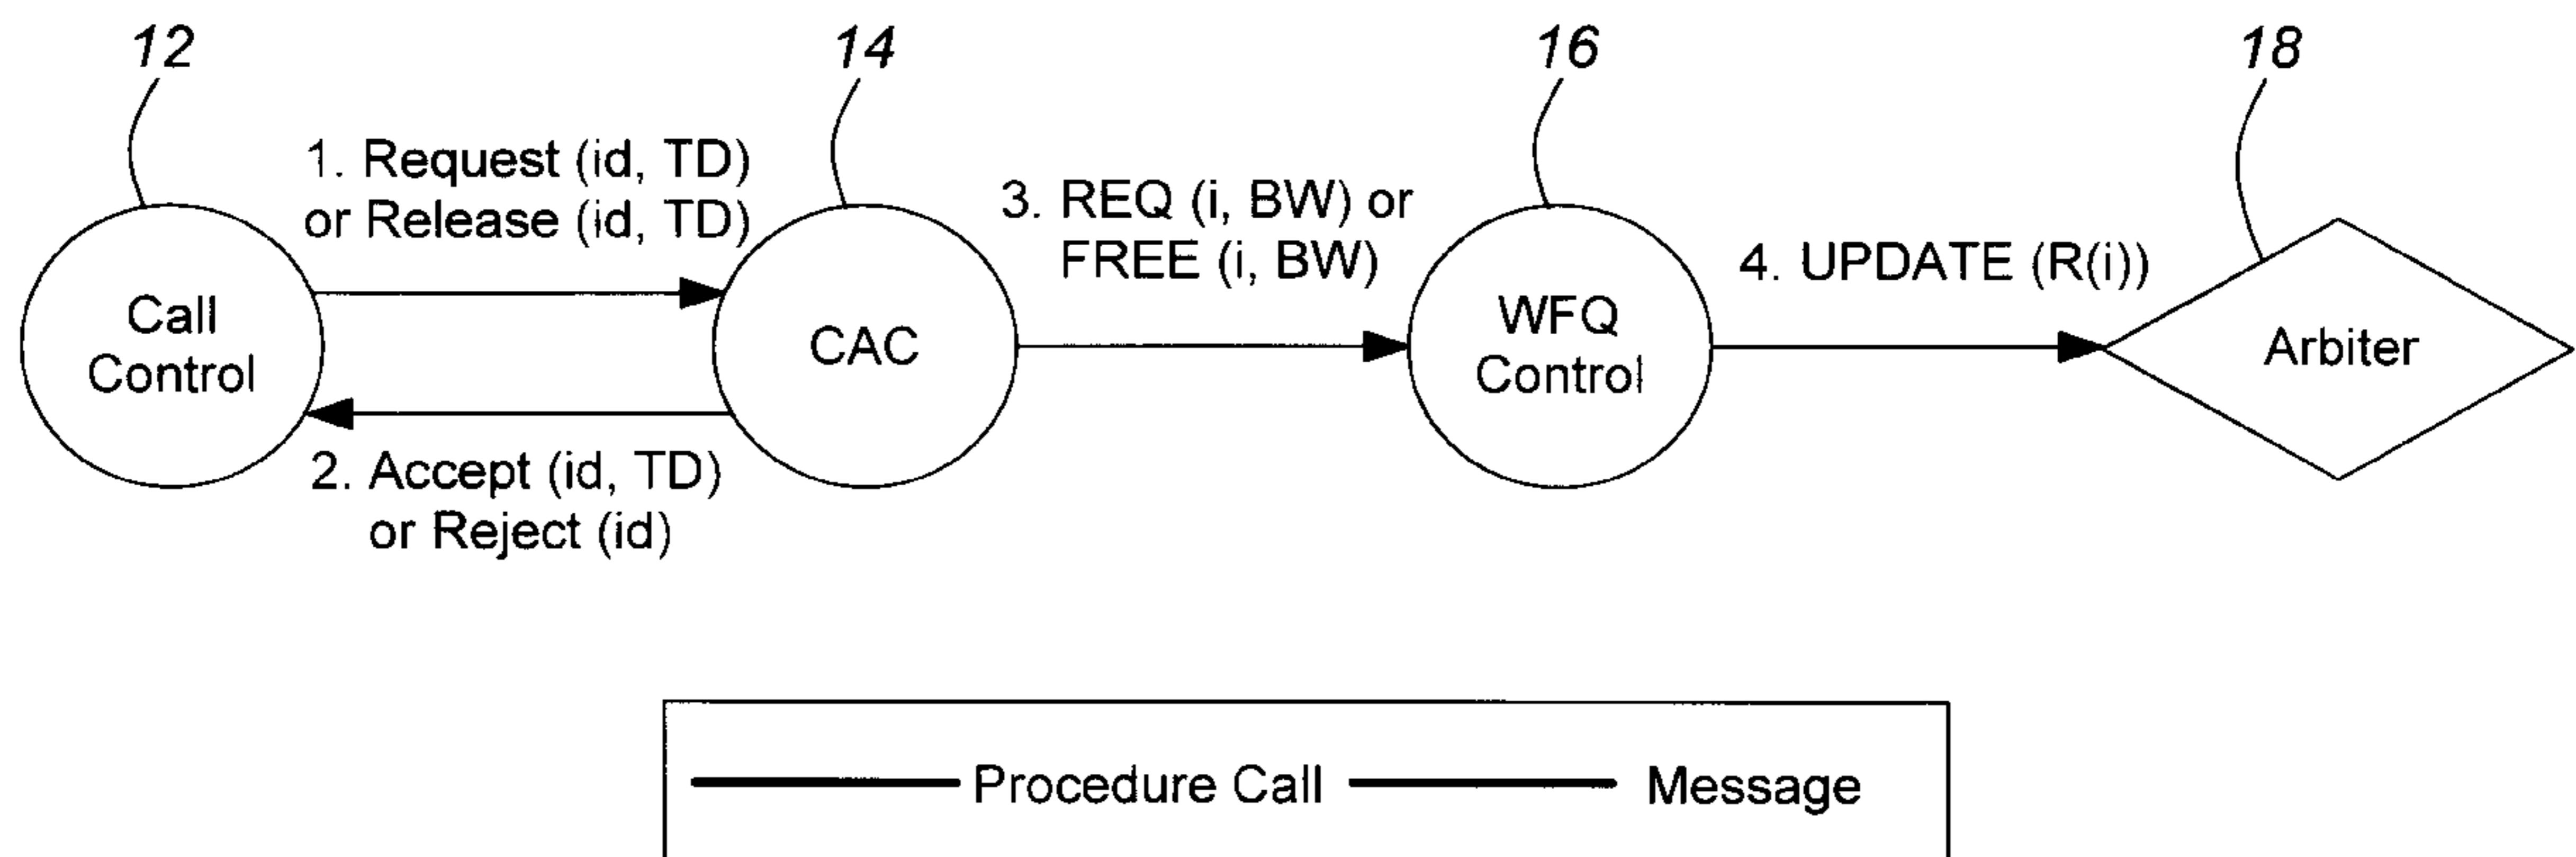 12
14
16
18
1. Request (id, TD)
or Release (id, TD)
3. REQ (i, BW) or
FREE (i, BW)
4. UPDATE (R(i))
Call
Control
CAC
WFQ
Control
Arbiter
2. Accept (id, TD)
or Reject (id)
Procedure Call
Message